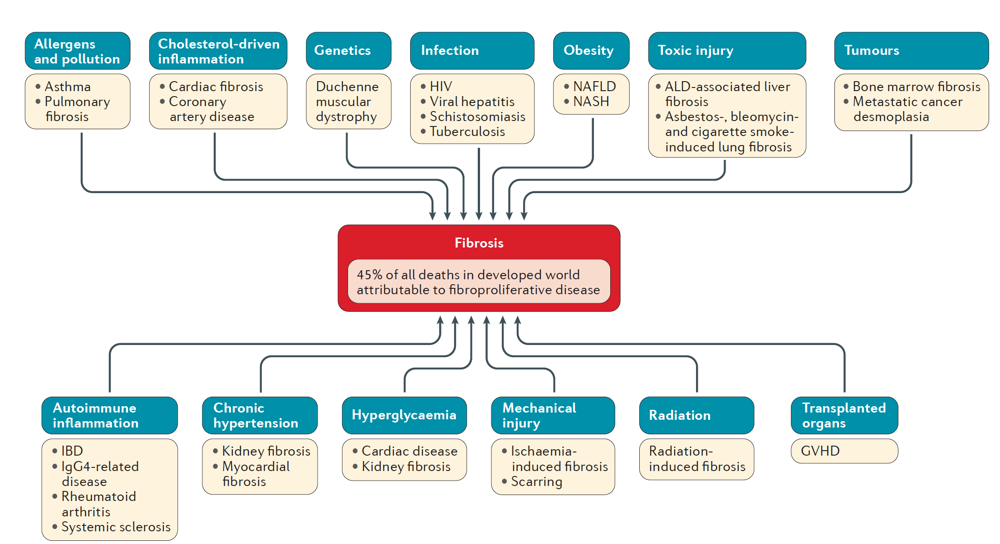 Allergens
and pollution
• Asthma
• Pulmonary
fibrosis
Cholesterol-driven
inflammation
• Cardiac fibrosis
• Coronary
artery disease
Genetics
Duchenne
muscular
dystrophy
Infection
• HIV
• Viral hepatitis
• Schistosomiasis
• Tuberculosis
Obesity
• NAFLD
• NASH
Toxic injury
• ALD-associated liver
fibrosis
• Asbestos-, bleomycin-
and cigarette smoke-
induced lung fibrosis
Tumours
• Bone marrow fibrosis
• Metastatic cancer
desmoplasia
Fibrosis
45% of all deaths in developed world
attributable to fibroproliferative disease
Autoimmune
inflammation
• IBD
• IgG4-related
disease
• Rheumatoid
arthritis
• Systemic sclerosis
Chronic
hypertension
• Kidney fibrosis
• Myocardial
fibrosis
Hyperglycaemia
• Cardiac disease
• Kidney fibrosis
Mechanical
injury
• Ischaemia-
induced fibrosis
• Scarring
Radiation
Radiation-
induced fibrosis
Transplanted
organs
GVHD